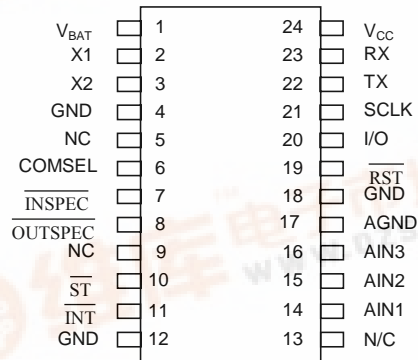 V_BAT 1 24 V_CC
X1 2 23 RX
X2 3 22 TX
GND 4 21 SCLK
NC 5 20 I/O
COMSEL 6 19 RST
INSPEC 7 18 GND
OUTSPEC 8 17 AGND
NC 9 16 AIN3
ST 10 15 AIN2
INT 11 14 AIN1
GND 12 13 N/C